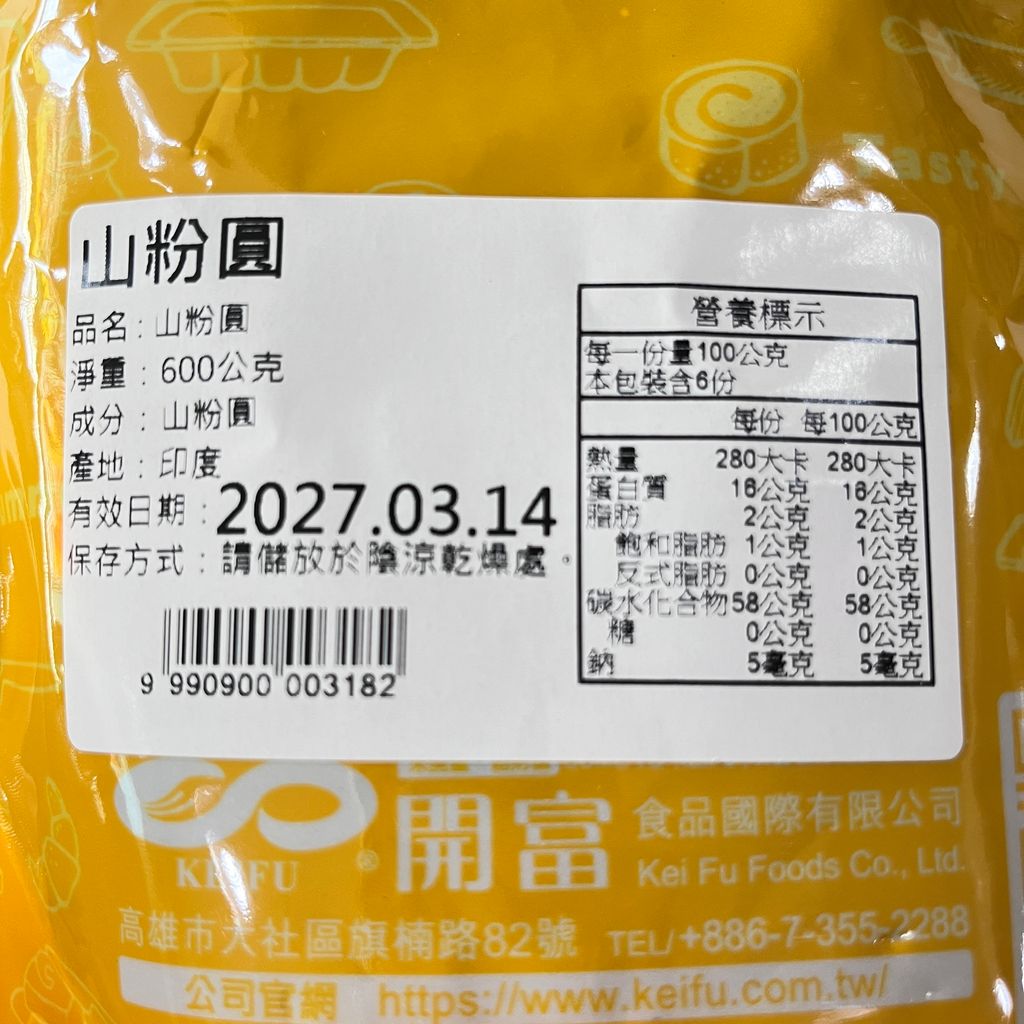 Tasty
山粉圓
品名：山粉圓
淨重：600公克
成分：山粉圓
產地：印度
有效日期：2027.03.14
保存方式：請儲放於陰涼乾燥處。
9 990900 003182
營養標示
每一份量100公克
本包裝含6份
每份 每100公克
熱量 280大卡 280大卡
蛋白質 16公克 16公克
脂肪 2公克 2公克
飽和脂肪 1公克 1公克
反式脂肪 0公克 0公克
碳水化合物 58公克 58公克
糖 0公克 0公克
鈉 5毫克 5毫克
KEIFU ®
開富 食品國際有限公司
Kei Fu Foods Co., Ltd.
高雄市大社區旗楠路82號 TEL/+886-7-355-2288
公司官網 https://www.keifu.com.tw/